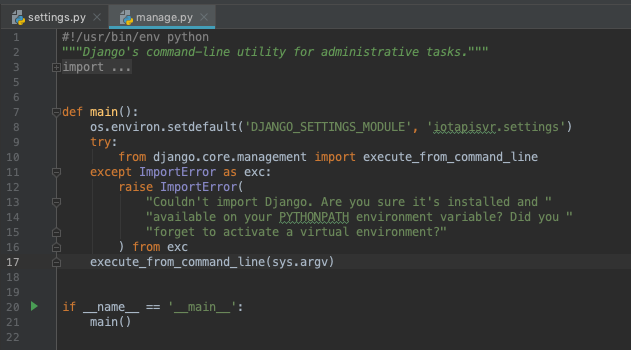 settings.py manage.py
1 #!/usr/bin/env python
2 """Django's command-line utility for administrative tasks."""
3 import ...
5
6
7 def main():
8 os.environ.setdefault('DJANGO_SETTINGS_MODULE', 'iotapisvr.settings')
9 try:
10 from django.core.management import execute_from_command_line
11 except ImportError as exc:
12 raise ImportError(
13 "Couldn't import Django. Are you sure it's installed and "
14 "available on your PYTHONPATH environment variable? Did you "
15 "forget to activate a virtual environment?"
16 ) from exc
17 execute_from_command_line(sys.argv)
18
19
20 if __name__ == '__main__':
21 main()
22